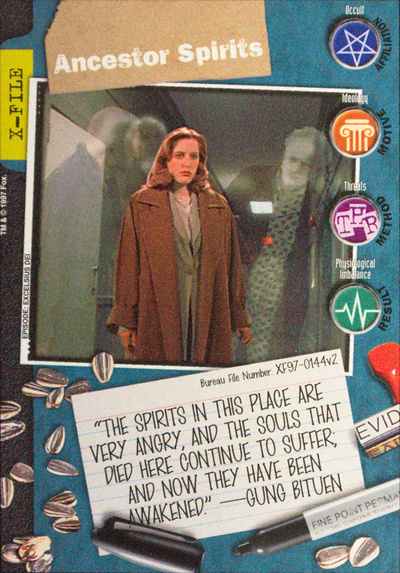 Occult
Ancestor Spirits
AFFILIATION
X-FILE
Ideology
MOTIVE
Threats
TPR
METHOD
Physiological
Imbalance
RESULT
TM & © 1997 Fox.
EPISODE: EXCELSIUS DEI
Bureau File Number: XF97-0144v2
"THE SPIRITS IN THIS PLACE ARE
VERY ANGRY, AND THE SOULS THAT
DIED HERE CONTINUE TO SUFFER;
AND NOW THEY HAVE BEEN
AWAKENED." —GUNG BITUEN
EVID
FINE POINT PERMA